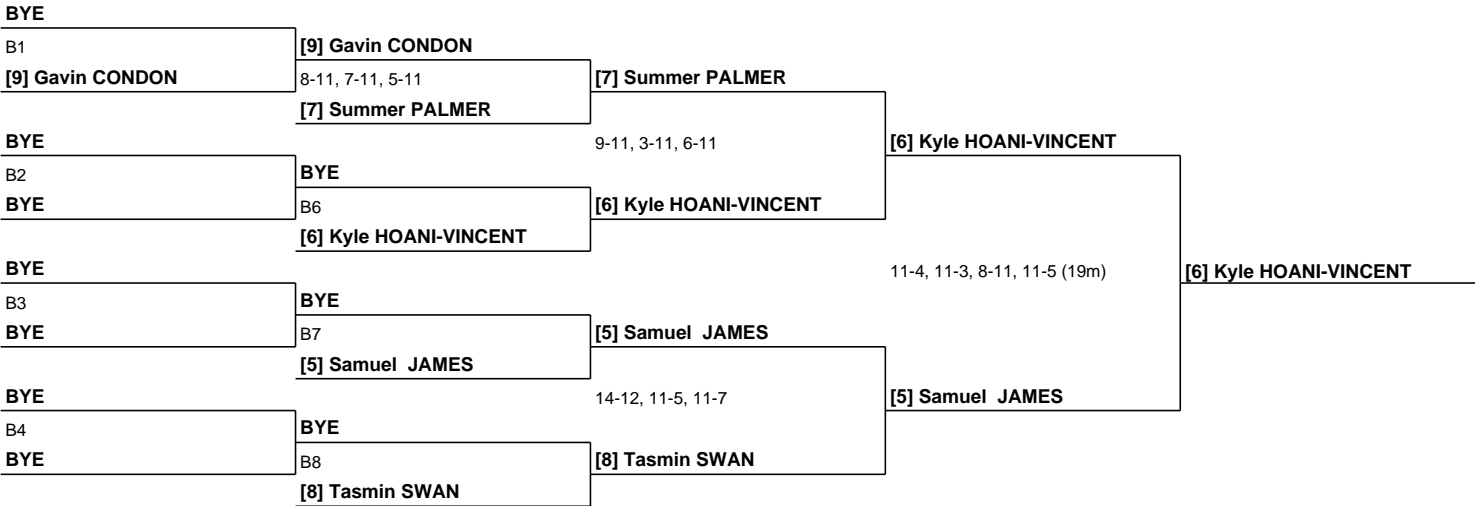 BYE
B1
[9] Gavin CONDON
BYE
B2
BYE
BYE
B3
BYE
BYE
B4
BYE
[9] Gavin CONDON
8-11, 7-11, 5-11
[7] Summer PALMER
BYE
B6
[6] Kyle HOANI-VINCENT
BYE
B7
[5] Samuel  JAMES
BYE
B8
[8] Tasmin SWAN
[7] Summer PALMER
9-11, 3-11, 6-11
[6] Kyle HOANI-VINCENT
[5] Samuel  JAMES
14-12, 11-5, 11-7
[8] Tasmin SWAN
[6] Kyle HOANI-VINCENT
11-4, 11-3, 8-11, 11-5 (19m)
[5] Samuel  JAMES
[6] Kyle HOANI-VINCENT